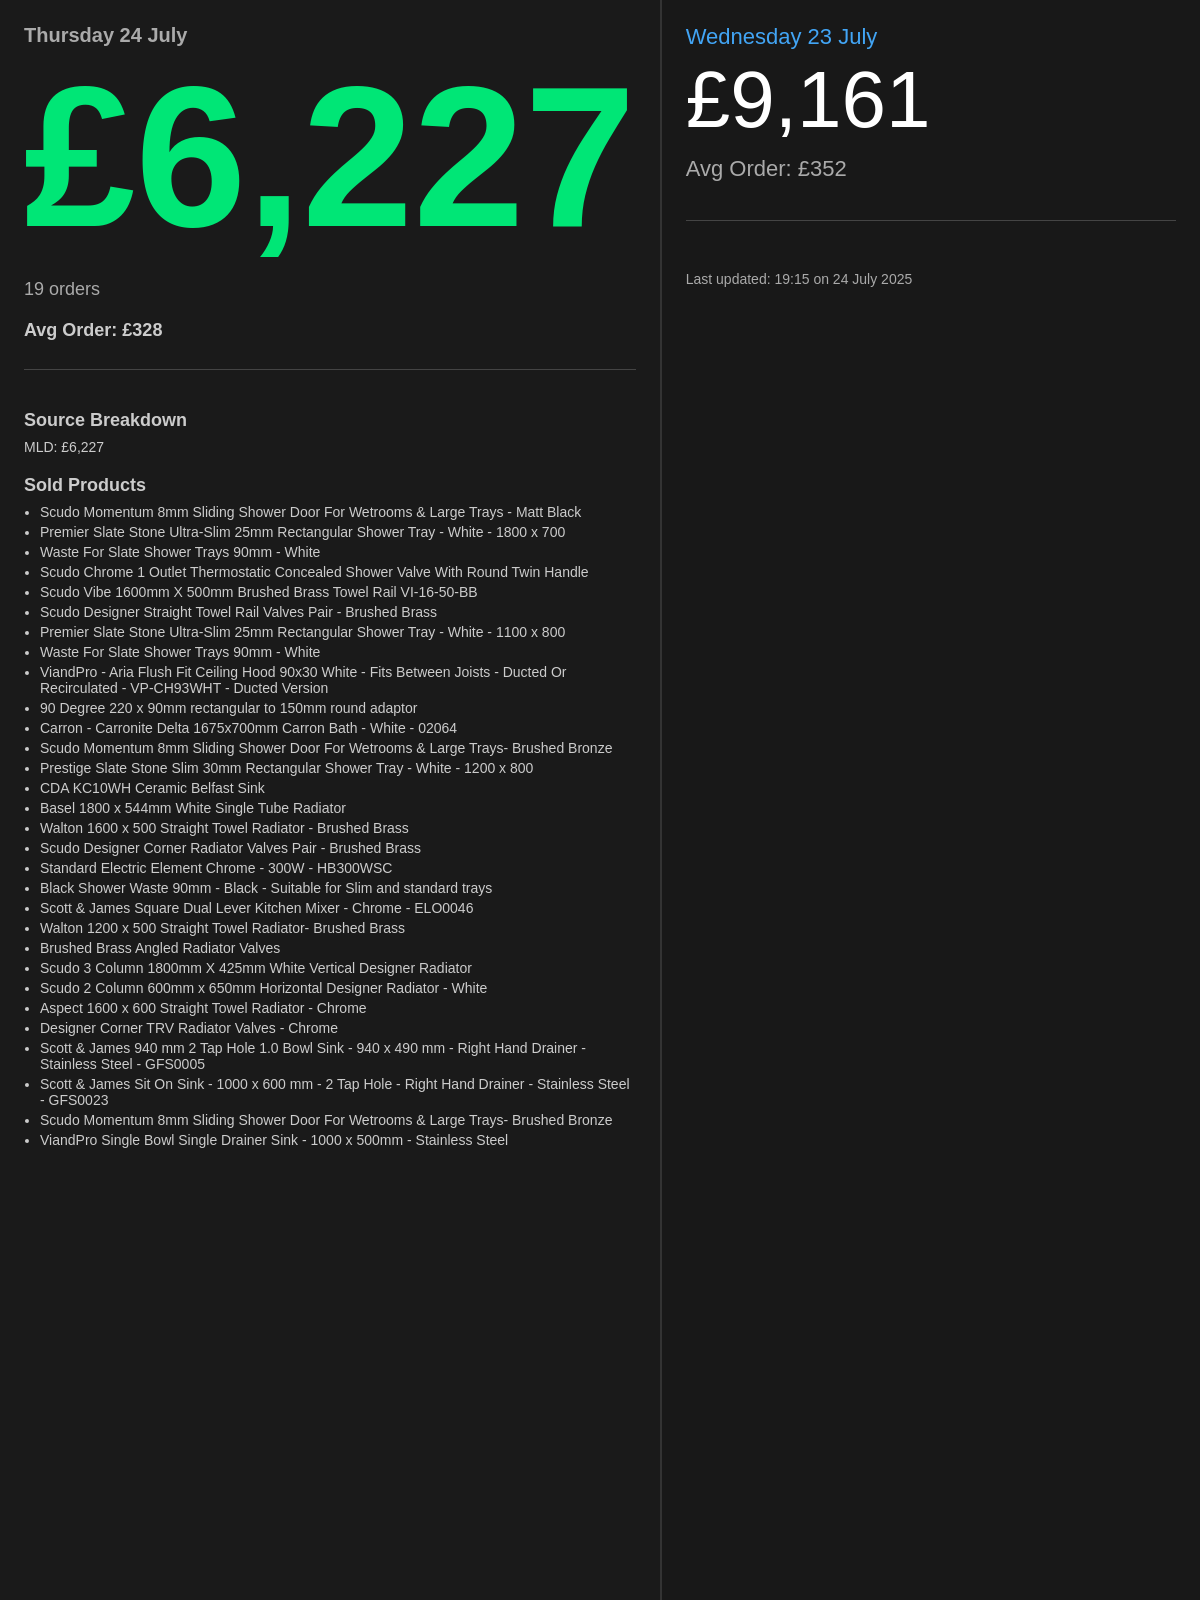 Thursday 24 July
£6,227
19 orders
Avg Order: £328
Source Breakdown
MLD: £6,227
Sold Products
• Scudo Momentum 8mm Sliding Shower Door For Wetrooms & Large Trays - Matt Black
• Premier Slate Stone Ultra-Slim 25mm Rectangular Shower Tray - White - 1800 x 700
• Waste For Slate Shower Trays 90mm - White
• Scudo Chrome 1 Outlet Thermostatic Concealed Shower Valve With Round Twin Handle
• Scudo Vibe 1600mm X 500mm Brushed Brass Towel Rail VI-16-50-BB
• Scudo Designer Straight Towel Rail Valves Pair - Brushed Brass
• Premier Slate Stone Ultra-Slim 25mm Rectangular Shower Tray - White - 1100 x 800
• Waste For Slate Shower Trays 90mm - White
• ViandPro - Aria Flush Fit Ceiling Hood 90x30 White - Fits Between Joists - Ducted Or
Recirculated - VP-CH93WHT - Ducted Version
• 90 Degree 220 x 90mm rectangular to 150mm round adaptor
• Carron - Carronite Delta 1675x700mm Carron Bath - White - 02064
• Scudo Momentum 8mm Sliding Shower Door For Wetrooms & Large Trays- Brushed Bronze
• Prestige Slate Stone Slim 30mm Rectangular Shower Tray - White - 1200 x 800
• CDA KC10WH Ceramic Belfast Sink
• Basel 1800 x 544mm White Single Tube Radiator
• Walton 1600 x 500 Straight Towel Radiator - Brushed Brass
• Scudo Designer Corner Radiator Valves Pair - Brushed Brass
• Standard Electric Element Chrome - 300W - HB300WSC
• Black Shower Waste 90mm - Black - Suitable for Slim and standard trays
• Scott & James Square Dual Lever Kitchen Mixer - Chrome - ELO0046
• Walton 1200 x 500 Straight Towel Radiator- Brushed Brass
• Brushed Brass Angled Radiator Valves
• Scudo 3 Column 1800mm X 425mm White Vertical Designer Radiator
• Scudo 2 Column 600mm x 650mm Horizontal Designer Radiator - White
• Aspect 1600 x 600 Straight Towel Radiator - Chrome
• Designer Corner TRV Radiator Valves - Chrome
• Scott & James 940 mm 2 Tap Hole 1.0 Bowl Sink - 940 x 490 mm - Right Hand Drainer -
Stainless Steel - GFS0005
• Scott & James Sit On Sink - 1000 x 600 mm - 2 Tap Hole - Right Hand Drainer - Stainless Steel
- GFS0023
• Scudo Momentum 8mm Sliding Shower Door For Wetrooms & Large Trays- Brushed Bronze
• ViandPro Single Bowl Single Drainer Sink - 1000 x 500mm - Stainless Steel
Wednesday 23 July
£9,161
Avg Order: £352
Last updated: 19:15 on 24 July 2025